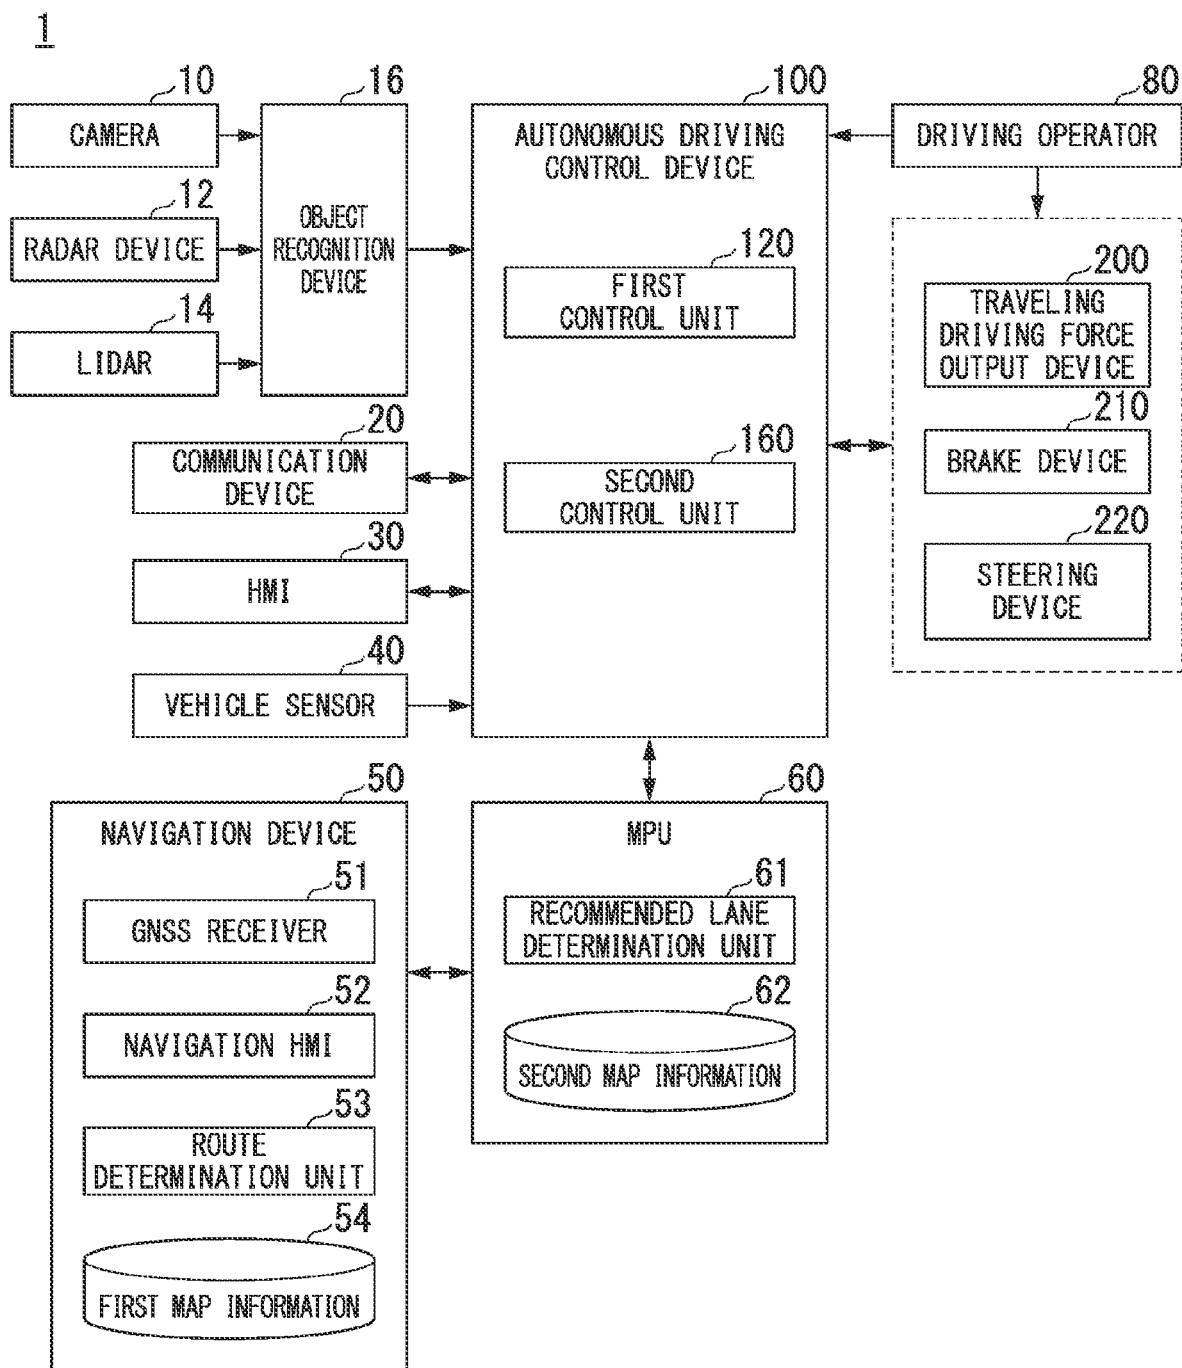 1
10
CAMERA
12
RADAR DEVICE
14
LIDAR
16
OBJECT
RECOGNITION
DEVICE
20
COMMUNICATION
DEVICE
30
HMI
40
VEHICLE SENSOR
100
AUTONOMOUS DRIVING
CONTROL DEVICE
120
FIRST
CONTROL UNIT
160
SECOND
CONTROL UNIT
80
DRIVING OPERATOR
200
TRAVELING
DRIVING FORCE
OUTPUT DEVICE
210
BRAKE DEVICE
220
STEERING
DEVICE
50
NAVIGATION DEVICE
51
GNSS RECEIVER
52
NAVIGATION HMI
53
ROUTE
DETERMINATION UNIT
54
FIRST MAP INFORMATION
60
MPU
61
RECOMMENDED LANE
DETERMINATION UNIT
62
SECOND MAP INFORMATION